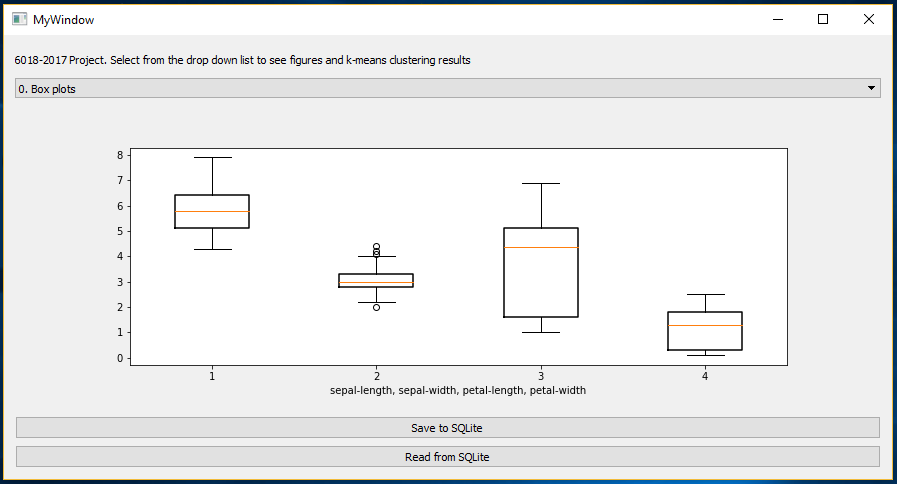 MyWindow
6018-2017 Project. Select from the drop down list to see figures and k-means clustering results
0. Box plots
8
7
6
5
4
3
2
1
0
1 2 3 4
sepal-length, sepal-width, petal-length, petal-width
Save to SQLite
Read from SQLite